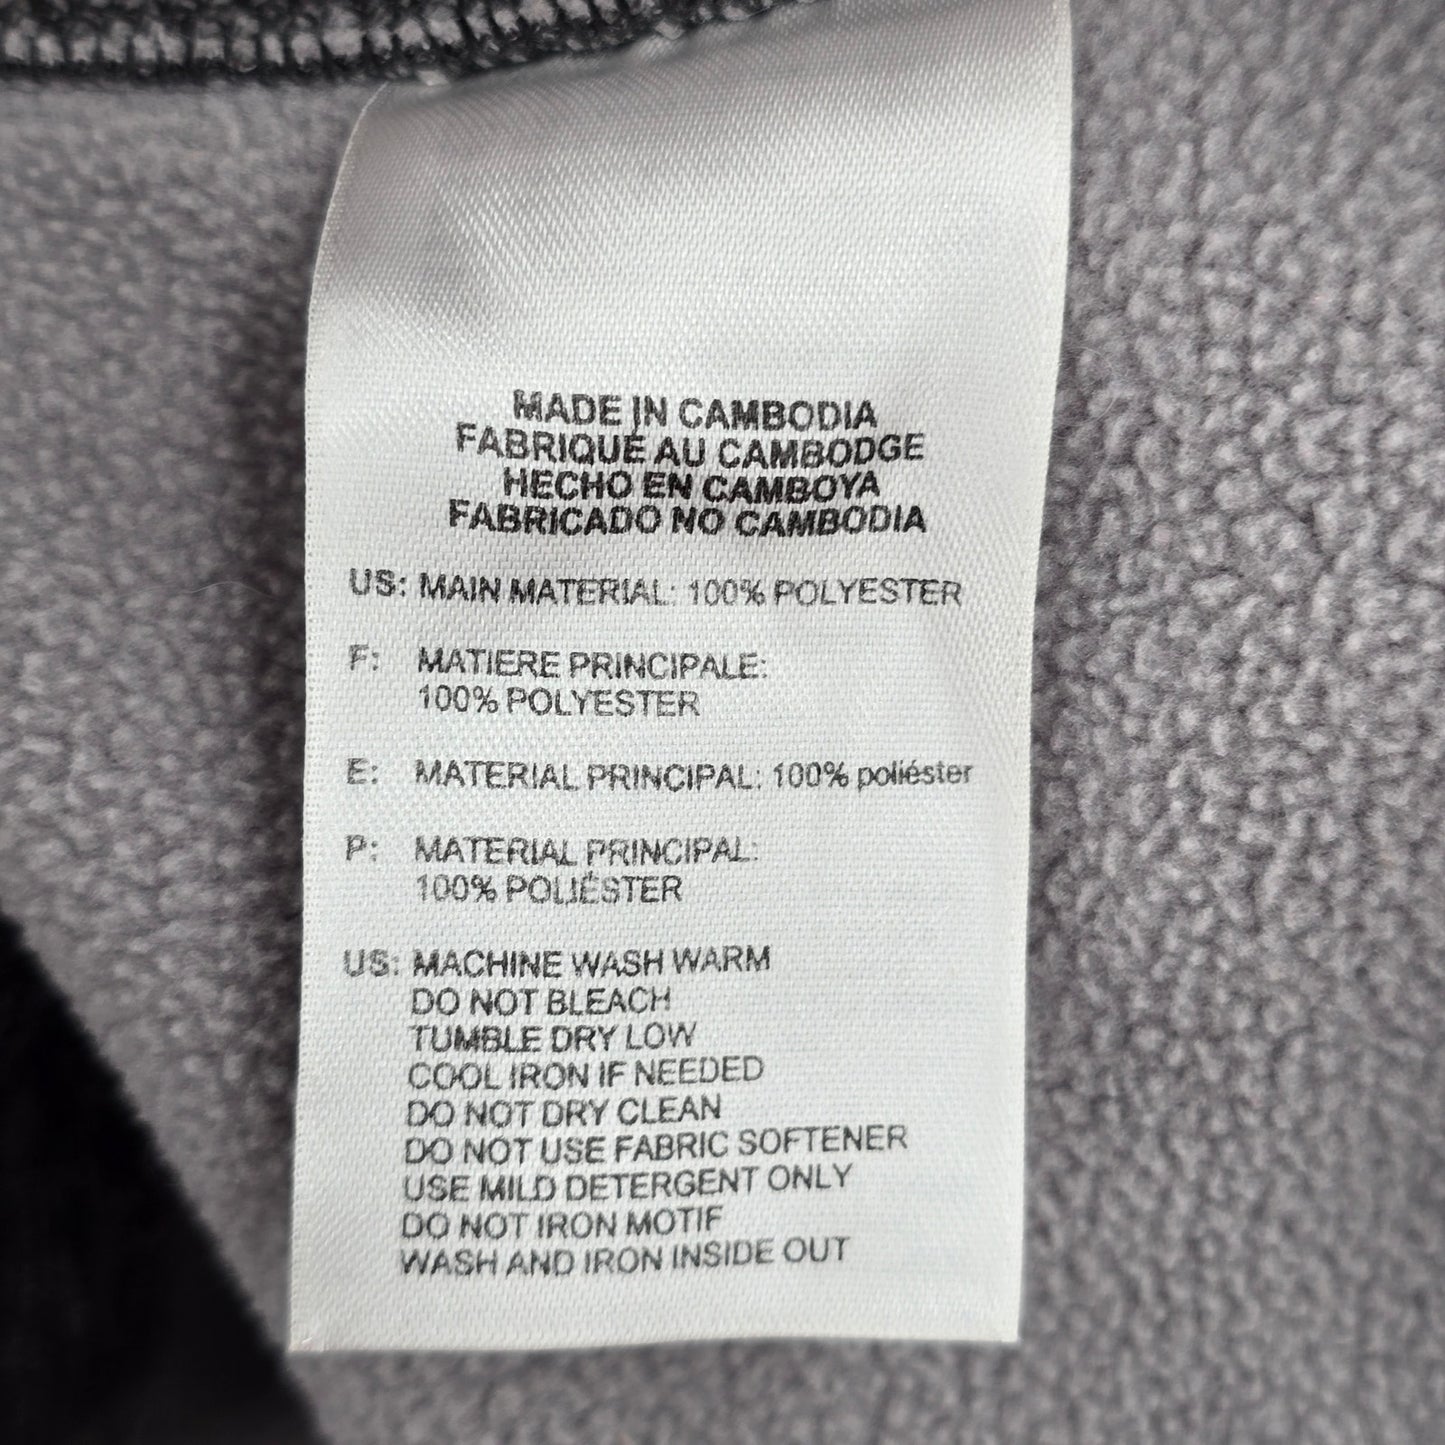 MADE IN CAMBODIA
FABRIQUÉ AU CAMBODGE
HECHO EN CAMBOYA
FABRICADO NO CAMBODIA
US: MAIN MATERIAL: 100% POLYESTER
F: MATIERE PRINCIPALE:
100% POLYESTER
E: MATERIAL PRINCIPAL: 100% poliéster
P: MATERIAL PRINCIPAL:
100% POLIÉSTER
US: MACHINE WASH WARM
DO NOT BLEACH
TUMBLE DRY LOW
COOL IRON IF NEEDED
DO NOT DRY CLEAN
DO NOT USE FABRIC SOFTENER
USE MILD DETERGENT ONLY
DO NOT IRON MOTIF
WASH AND IRON INSIDE OUT